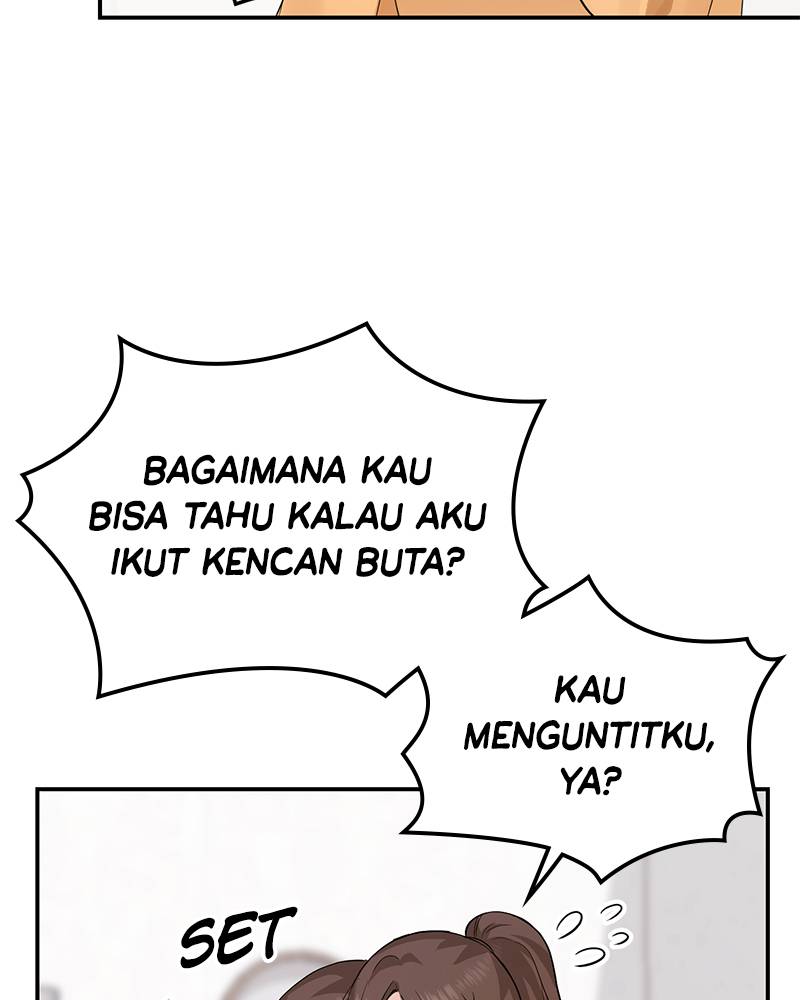 BAGAIMANA KAU
BISA TAHU KALAU AKU
IKUT KENCAN BUTA?
KAU
MENGUNTITKU,
YA?
SET